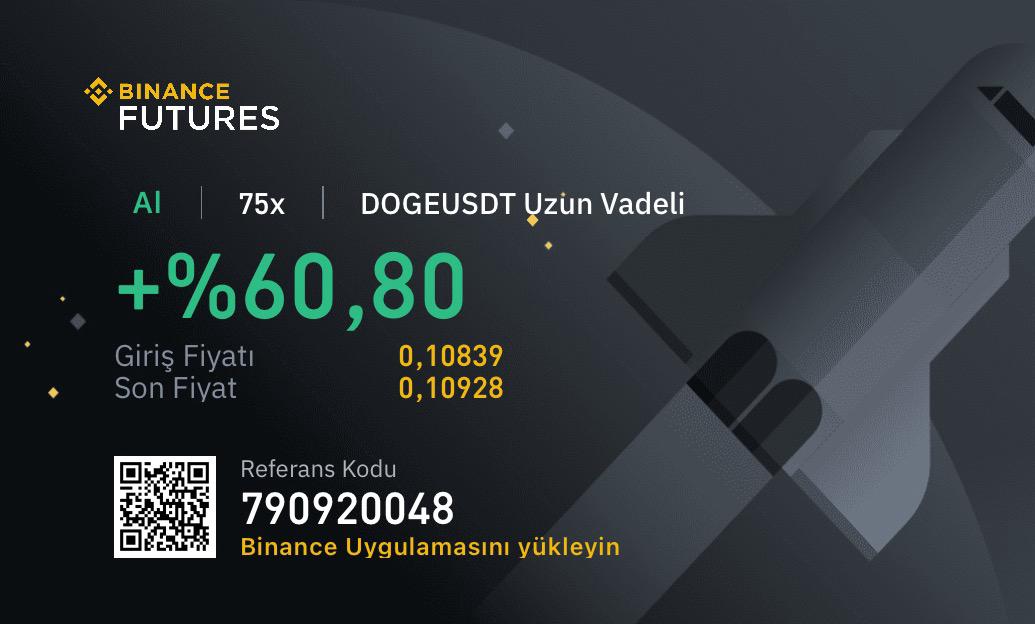 BINANCE
FUTURES
Al | 75x | DOGEUSDT Uzun Vadeli
+%60,80
Giriş Fiyatı 0,10839
Son Fiyat 0,10928
Referans Kodu
790920048
Binance Uygulamasını yükleyin